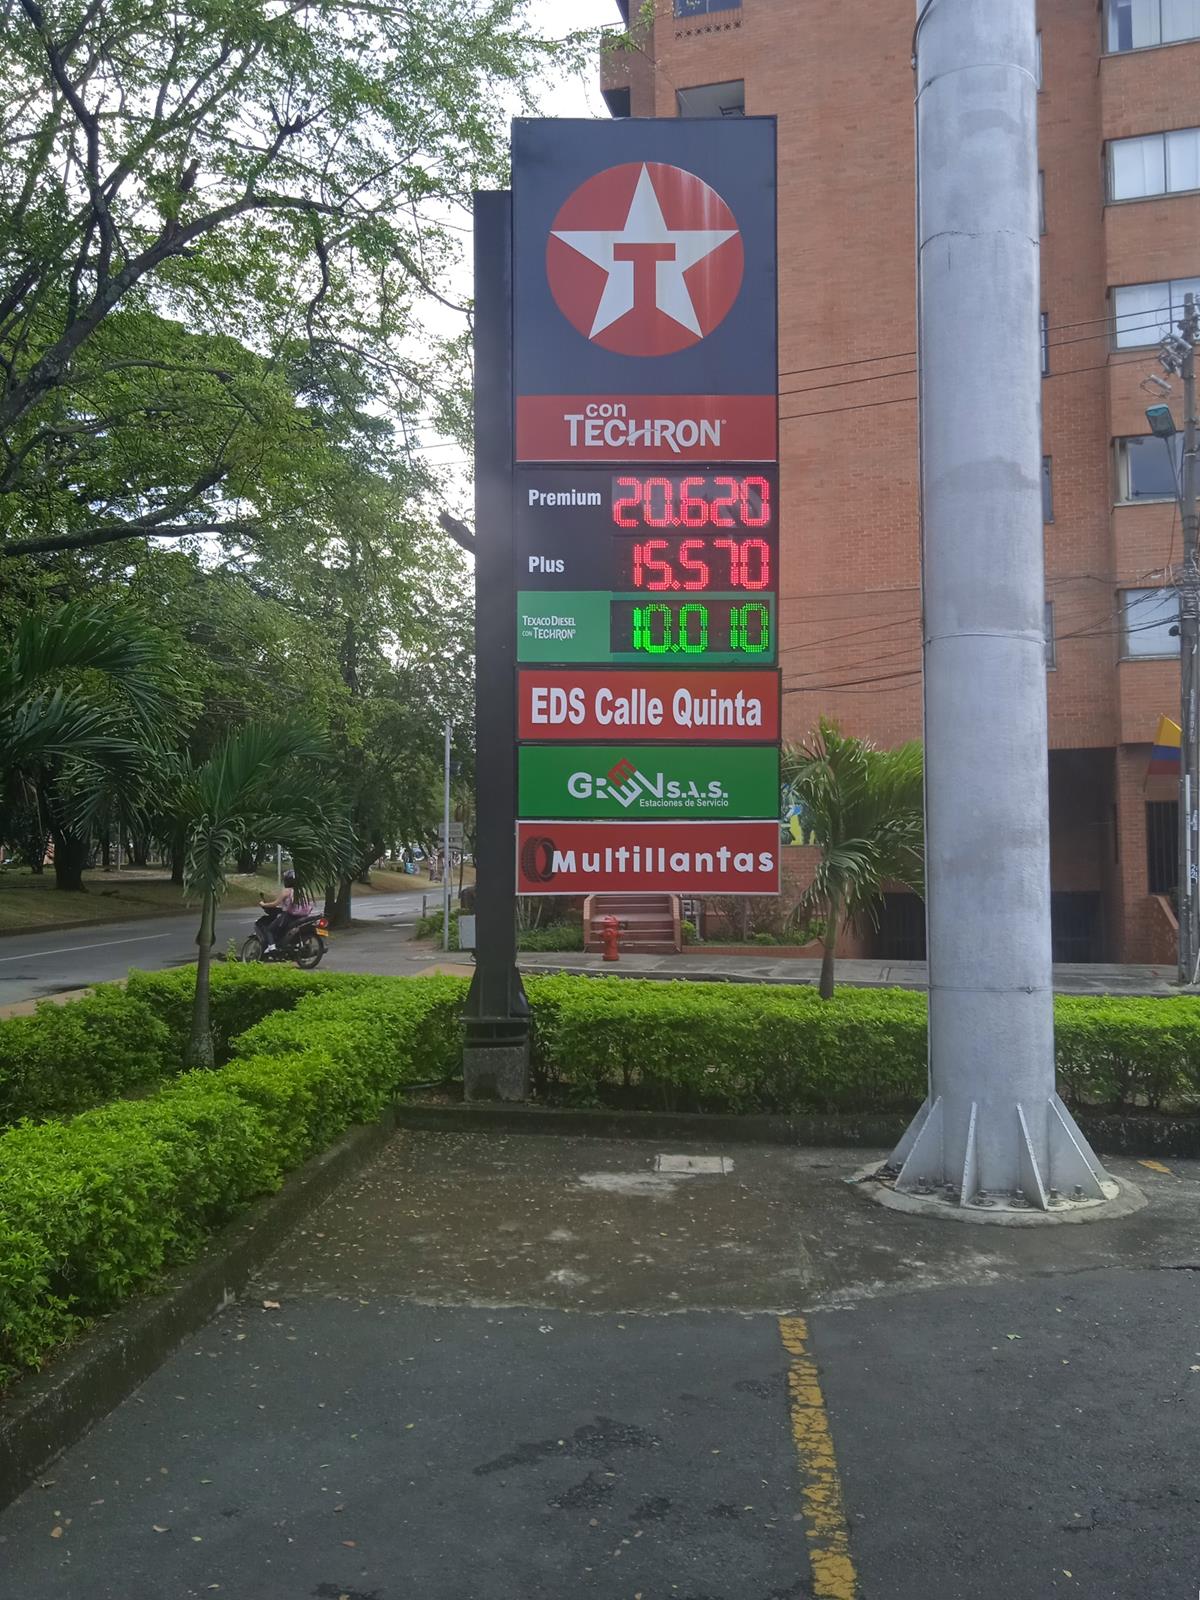 T
con
TECHRON®
Premium 20.620
Plus 15.570
TEXACO DIESEL
CON TECHRON®
10.010
EDS Calle Quinta
GREEN S.A.S.
Estaciones de Servicio
Multillantas